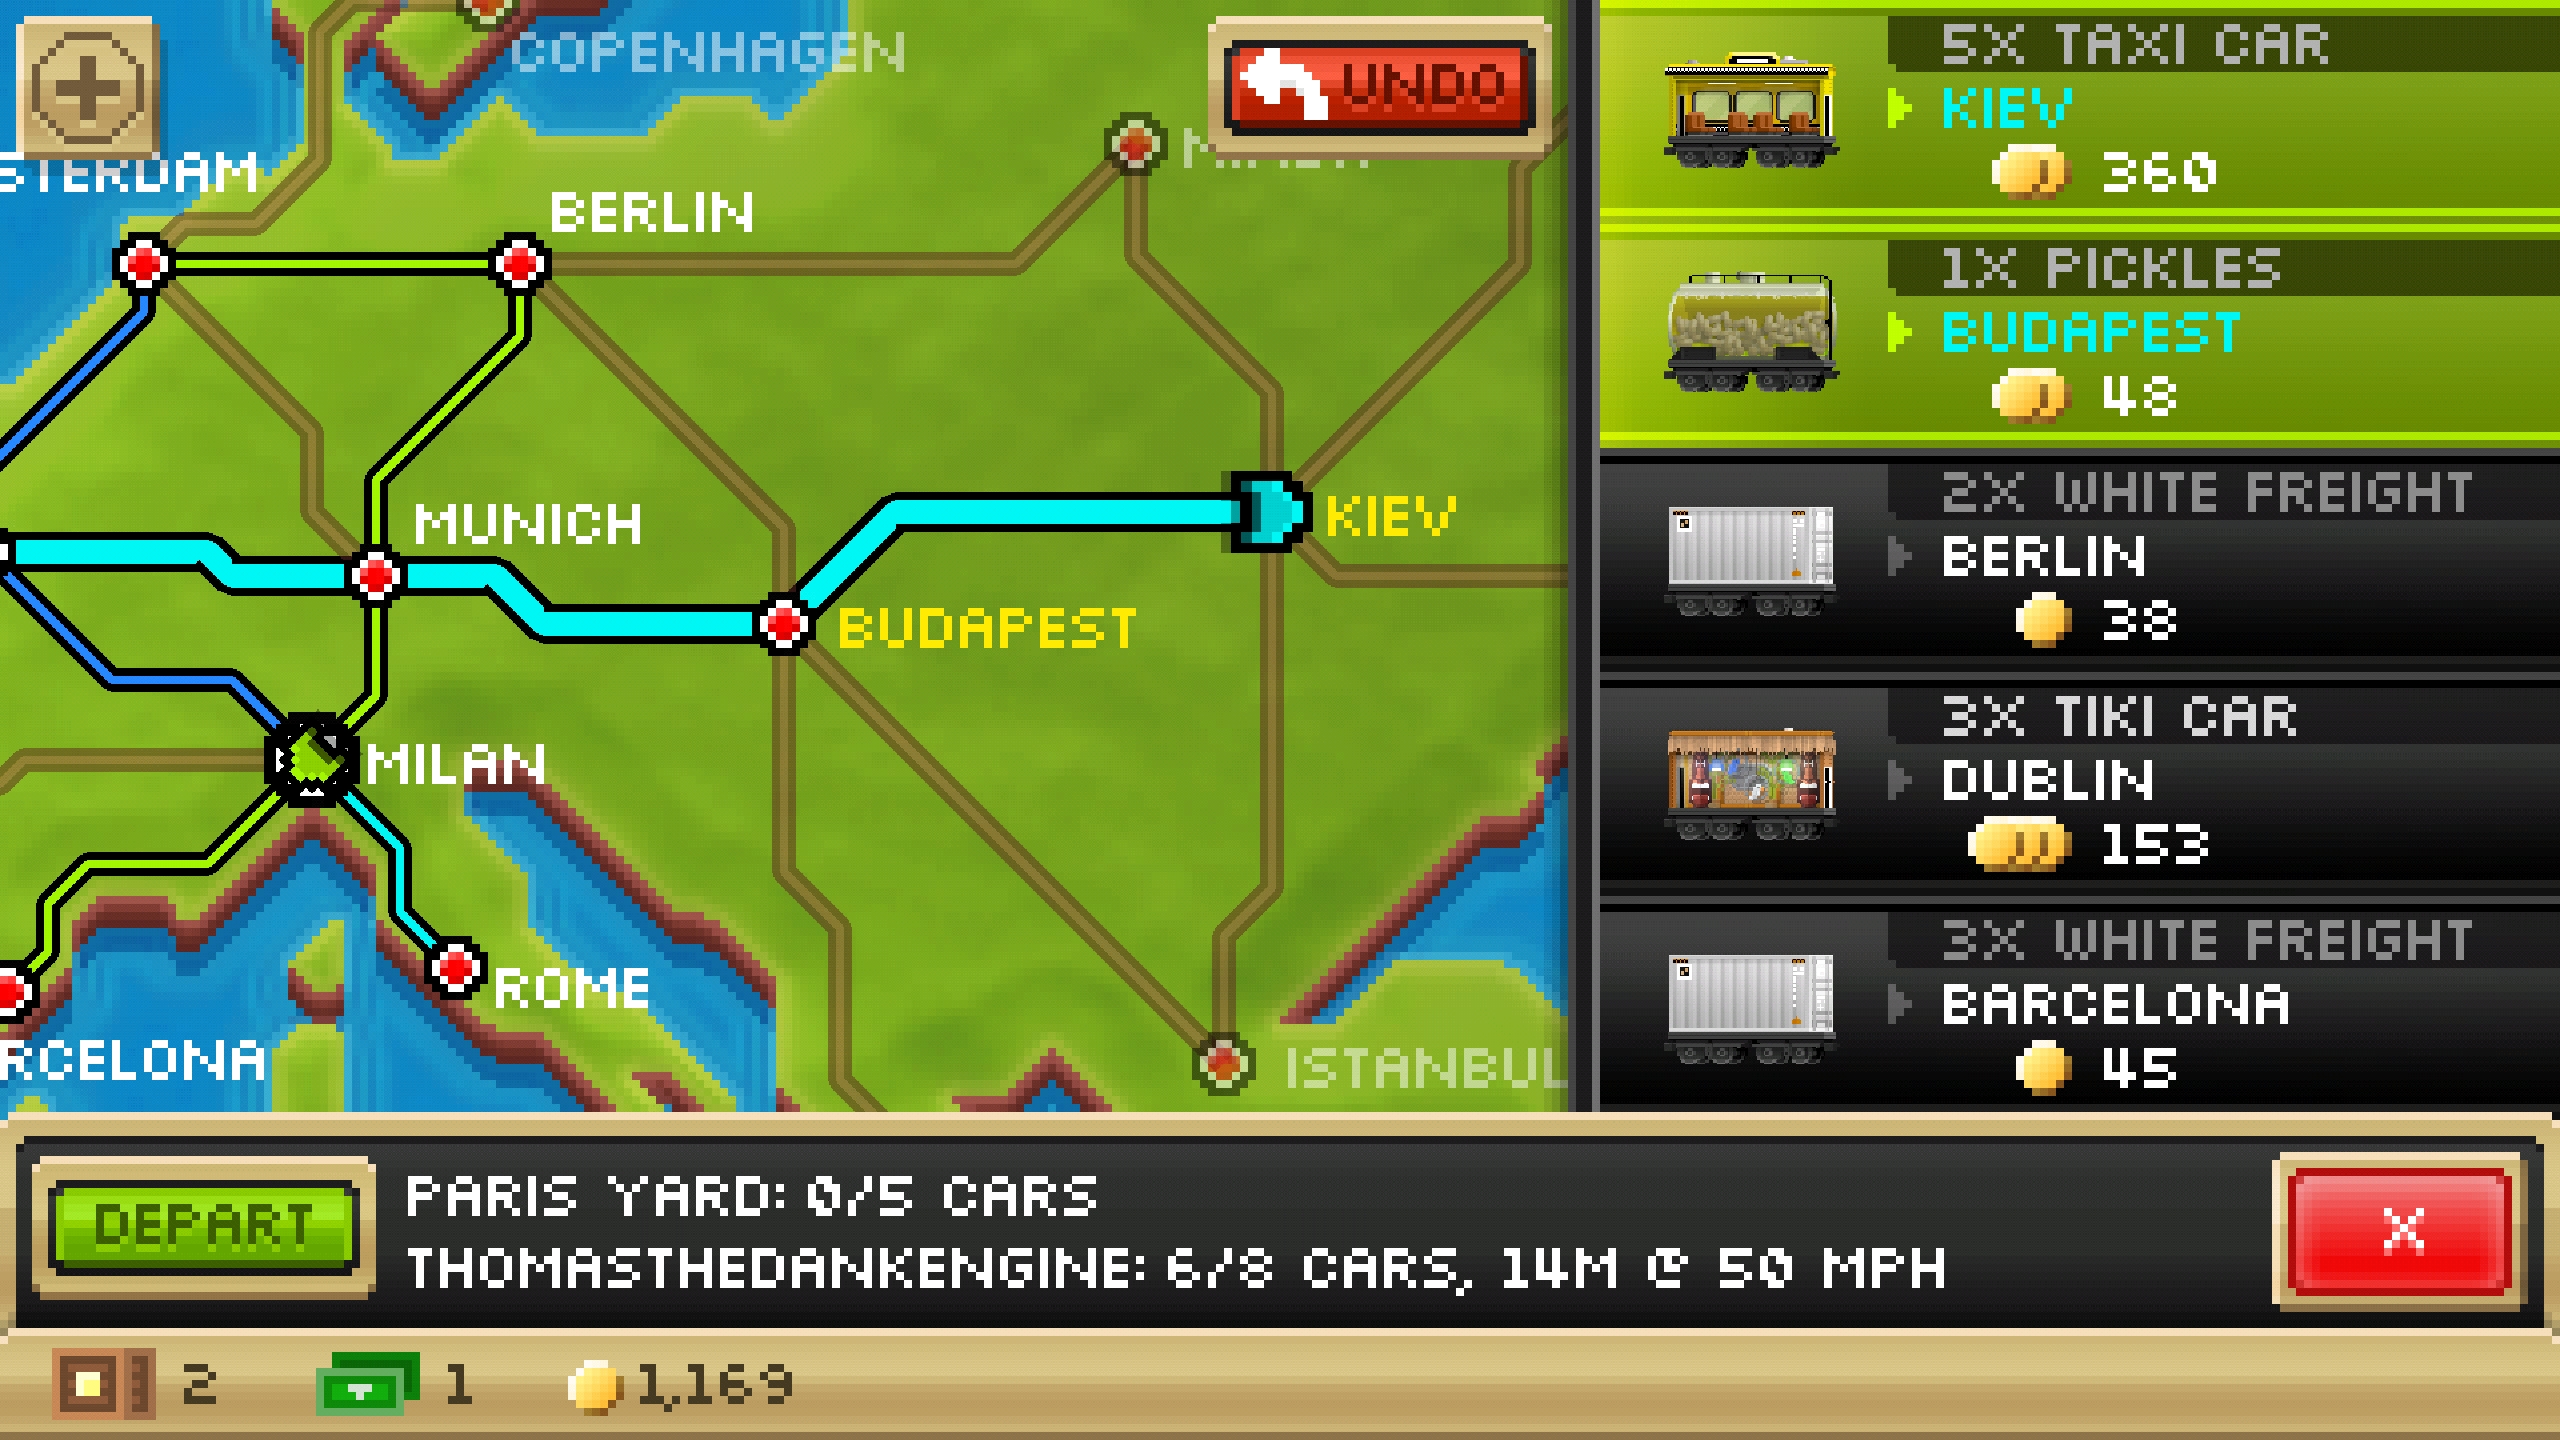 COPENHAGEN
UNDO
STERDAM
BERLIN
MUNICH
KIEV
BUDAPEST
MILAN
ROME
RCELONA
ISTANBUL
5X TAXI CAR
KIEV
360
1X PICKLES
BUDAPEST
48
2X WHITE FREIGHT
BERLIN
38
3X TIKI CAR
DUBLIN
153
3X WHITE FREIGHT
BARCELONA
45
DEPART
PARIS YARD: 0/5 CARS
THOMASTHEDANKENGINE: 6/8 CARS, 14M @ 50 MPH
X
2
1
1,169